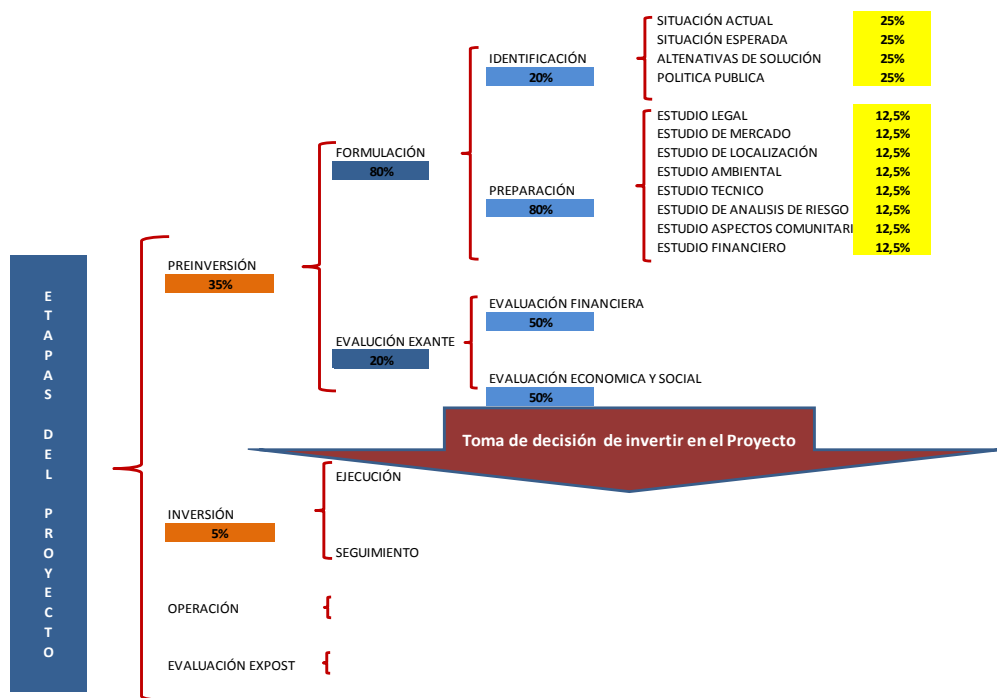 SITUACIÓN ACTUAL 25%
SITUACIÓN ESPERADA 25%
IDENTIFICACIÓN ALTENATIVAS DE SOLUCIÓN 25%
20% POLITICA PUBLICA 25%
ESTUDIO LEGAL 12,5%
ESTUDIO DE MERCADO 12,5%
FORMULACIÓN ESTUDIO DE LOCALIZACIÓN 12,5%
80% ESTUDIO AMBIENTAL 12,5%
PREPARACIÓN ESTUDIO TECNICO 12,5%
80% ESTUDIO DE ANALISIS DE RIESGO 12,5%
ESTUDIO ASPECTOS COMUNITARI 12,5%
ESTUDIO FINANCIERO 12,5%
PREINVERSIÓN
35%
EVALUACIÓN FINANCIERA
50%
EVALUCIÓN EXANTE
20%
EVALUACIÓN ECONOMICA Y SOCIAL
50%
Toma de decisión de invertir en el Proyecto
ETAPAS DEL PROYECTO
EJECUCIÓN
INVERSIÓN
5%
SEGUIMIENTO
OPERACIÓN
EVALUACIÓN EXPOST